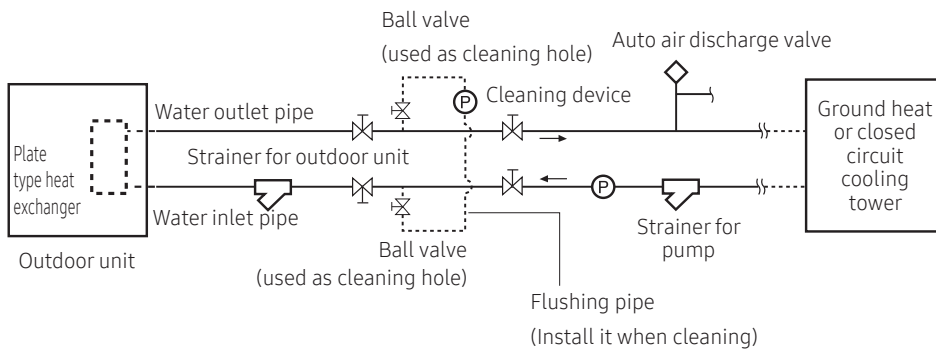 Ball valve
(used as cleaning hole)
Auto air discharge valve
P
Cleaning device
Water outlet pipe
Ground heat
or closed
circuit
cooling
tower
Plate
type heat
exchanger
Strainer for outdoor unit
P
Water inlet pipe
Strainer for
pump
Outdoor unit
Ball valve
(used as cleaning hole)
Flushing pipe
(Install it when cleaning)